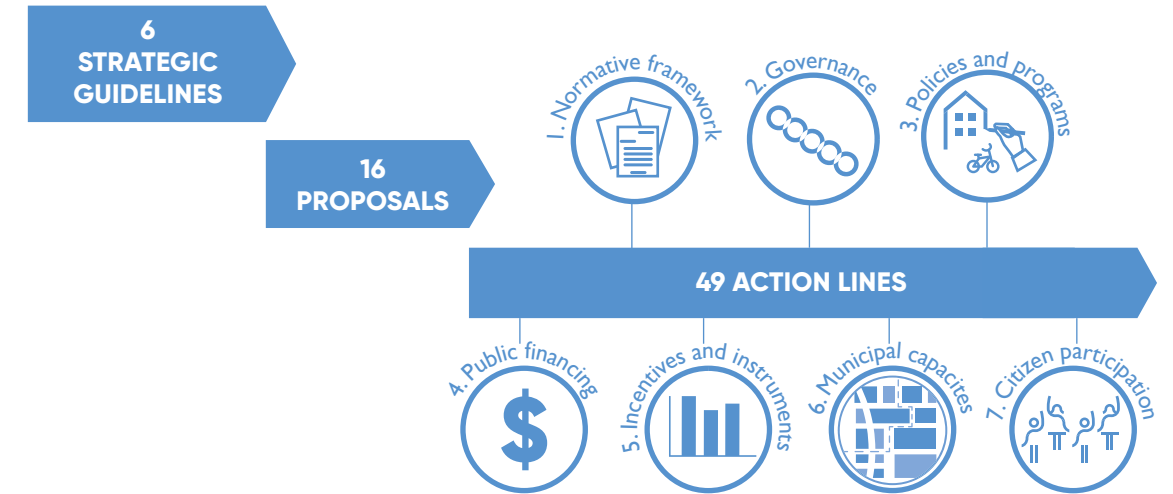 6
STRATEGIC
GUIDELINES
16
PROPOSALS
1. Normative framework
2. Governance
3. Policies and programs
49 ACTION LINES
4. Public financing
5. Incentives and instruments
6. Municipal capacites
7. Citizen participation
$